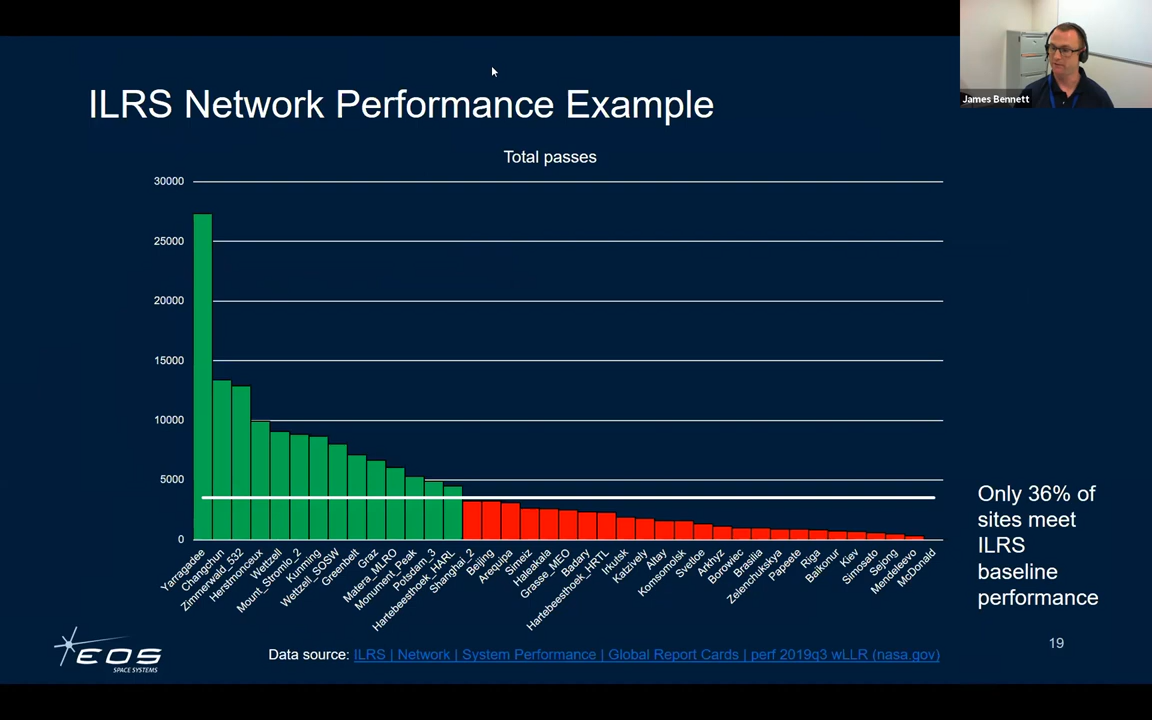 James Bennett
ILRS Network Performance Example
Total passes
30000
25000
20000
15000
10000
5000
0
Yarragadee
Changchun
Zimmerwald_532
Herstmonceux
Wettzell
Mount_Stromlo_2
Kunming
Wettzell_SOSW
Greenbelt
Graz
Matera_MLRO
Monument_Peak
Potsdam_3
Hartebeesthoek_HARL
Shanghai_2
Beijing
Arequipa
Simeiz
Haleakala
Grasse_MEO
Badary
Hartebeesthoek_HRTL
Irkutsk
Katzively
Altay
Komsomolsk
Svetloe
Arkhyz
Borowiec
Brasilia
Zelenchukskya
Papeete
Riga
Baikonur
Kiev
Simosato
Sejong
Mendeleevo
McDonald
Only 36% of
sites meet
ILRS
baseline
performance
EOS
SPACE SYSTEMS
Data source: ILRS | Network | System Performance | Global Report Cards | perf 2019q3 wLLR (nasa.gov)
19